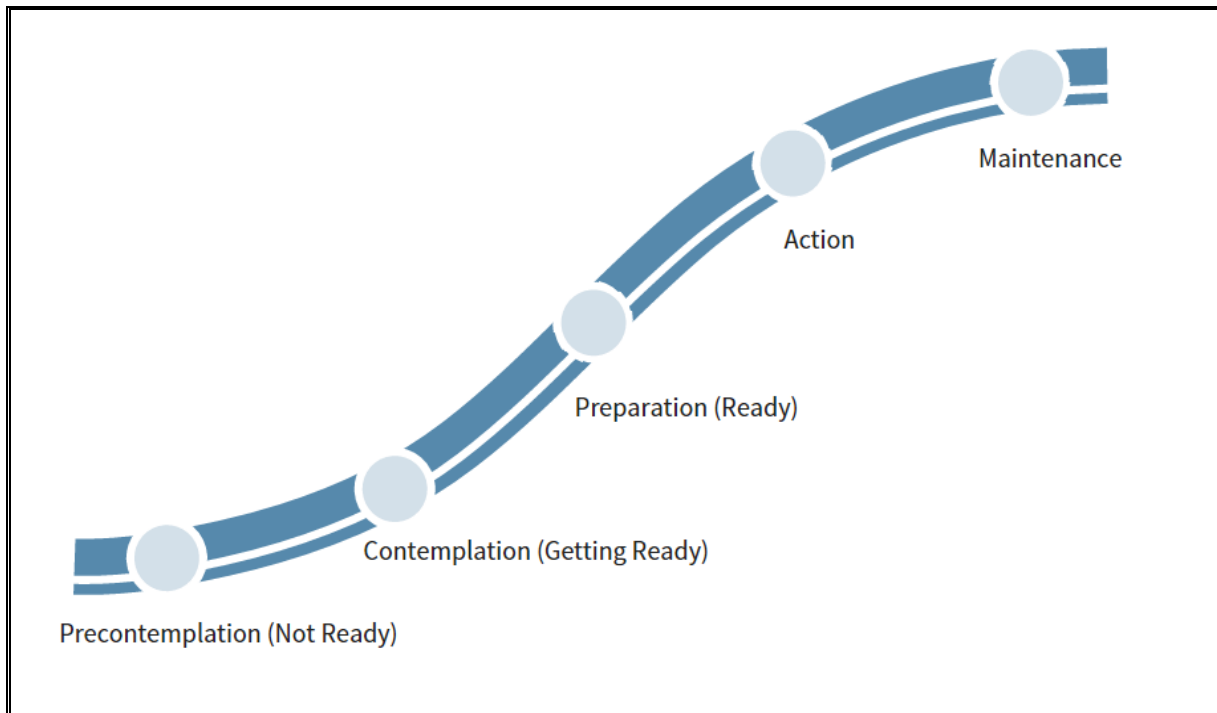 Maintenance
Action
Preparation (Ready)
Contemplation (Getting Ready)
Precontemplation (Not Ready)